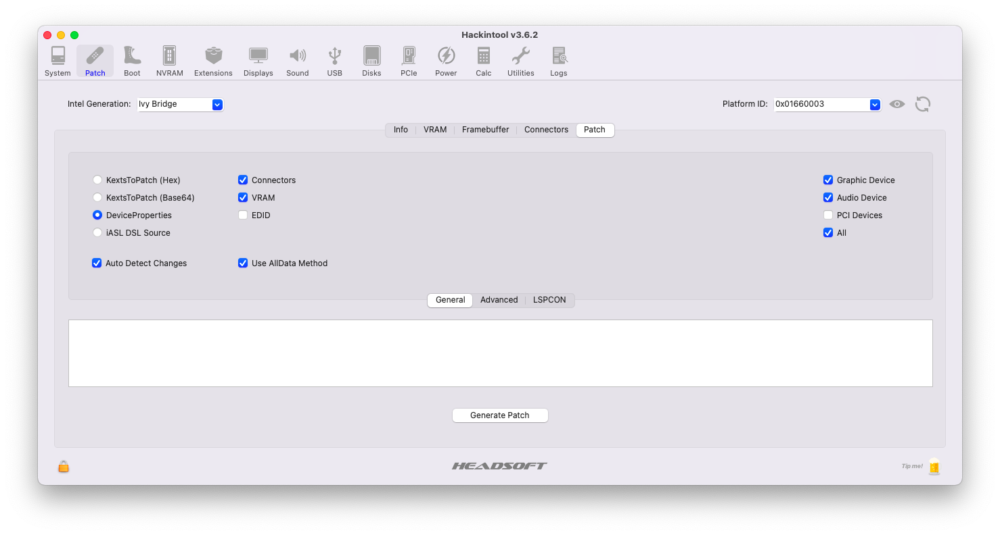 Hackintool v3.6.2
System Patch Boot NVRAM Extensions Displays Sound USB Disks PCIe Power Calc Utilities Logs
Intel Generation: Ivy Bridge Platform ID: 0x01660003
Info VRAM Framebuffer Connectors Patch
KextsToPatch (Hex) Connectors Graphic Device
KextsToPatch (Base64) VRAM Audio Device
DeviceProperties EDID PCI Devices
iASL DSL Source All
Auto Detect Changes Use AllData Method
General Advanced LSPCON
Generate Patch
HEADSOFT Tip me!